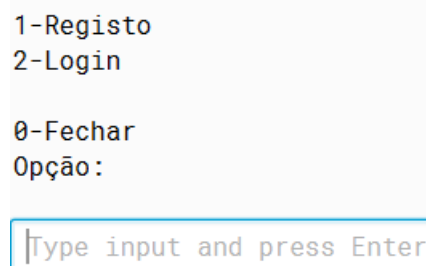 1-Registo
2-Login
0-Fechar
Opção:
Type input and press Enter